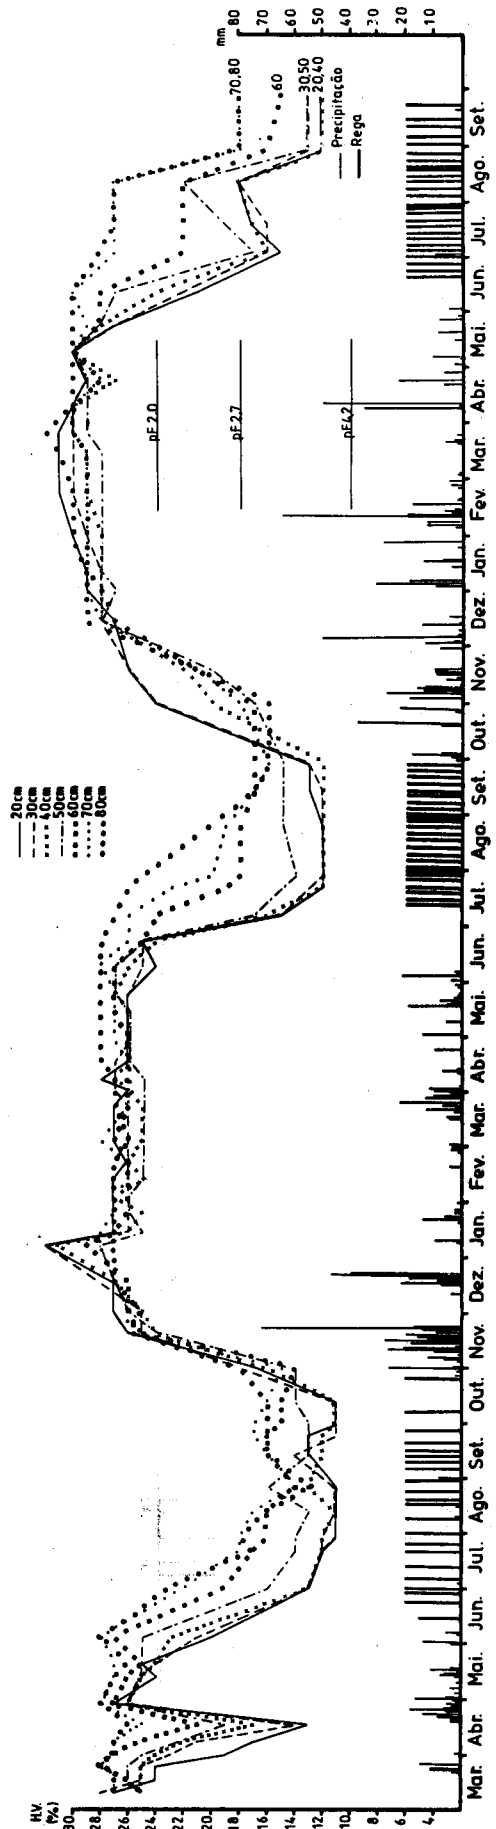 H.V.
(%)
30
28
26
24
22
20
18
16
14
12
10
8
6
4
20cm
30cm
40cm
50cm
60cm
70cm
80cm
pF 2.0
pF 2.7
pF 4.2
70,80
60
30,50
20,40
Precipitação
Rega
mm
80
70
60
50
40
30
20
10
Mar. Abr. Mai. Jun. Jul. Ago. Set. Out. Nov. Dez. Jan. Fev. Mar. Abr. Mai. Jun. Jul. Ago. Set. Out. Nov. Dez. Jan. Fev. Mar. Abr. Mai. Jun. Jul. Ago. Set.